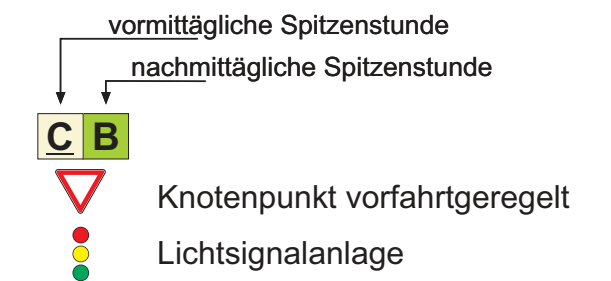 vormittägliche Spitzenstunde
nachmittägliche Spitzenstunde
C B
Knotenpunkt vorfahrtgeregelt
Lichtsignalanlage